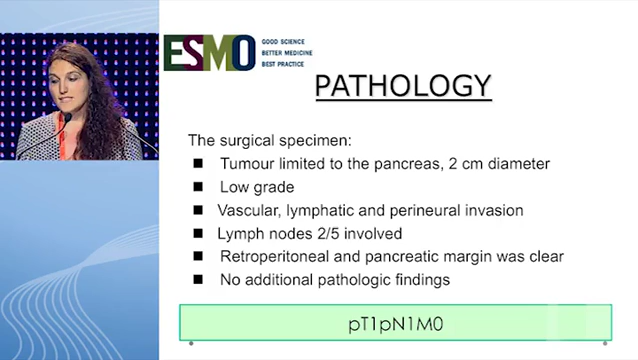 ESMO
GOOD SCIENCE
BETTER MEDICINE
BEST PRACTICE
PATHOLOGY
The surgical specimen:
Tumour limited to the pancreas, 2 cm diameter
Low grade
Vascular, lymphatic and perineural invasion
Lymph nodes 2/5 involved
Retroperitoneal and pancreatic margin was clear
No additional pathologic findings
pT1pN1M0